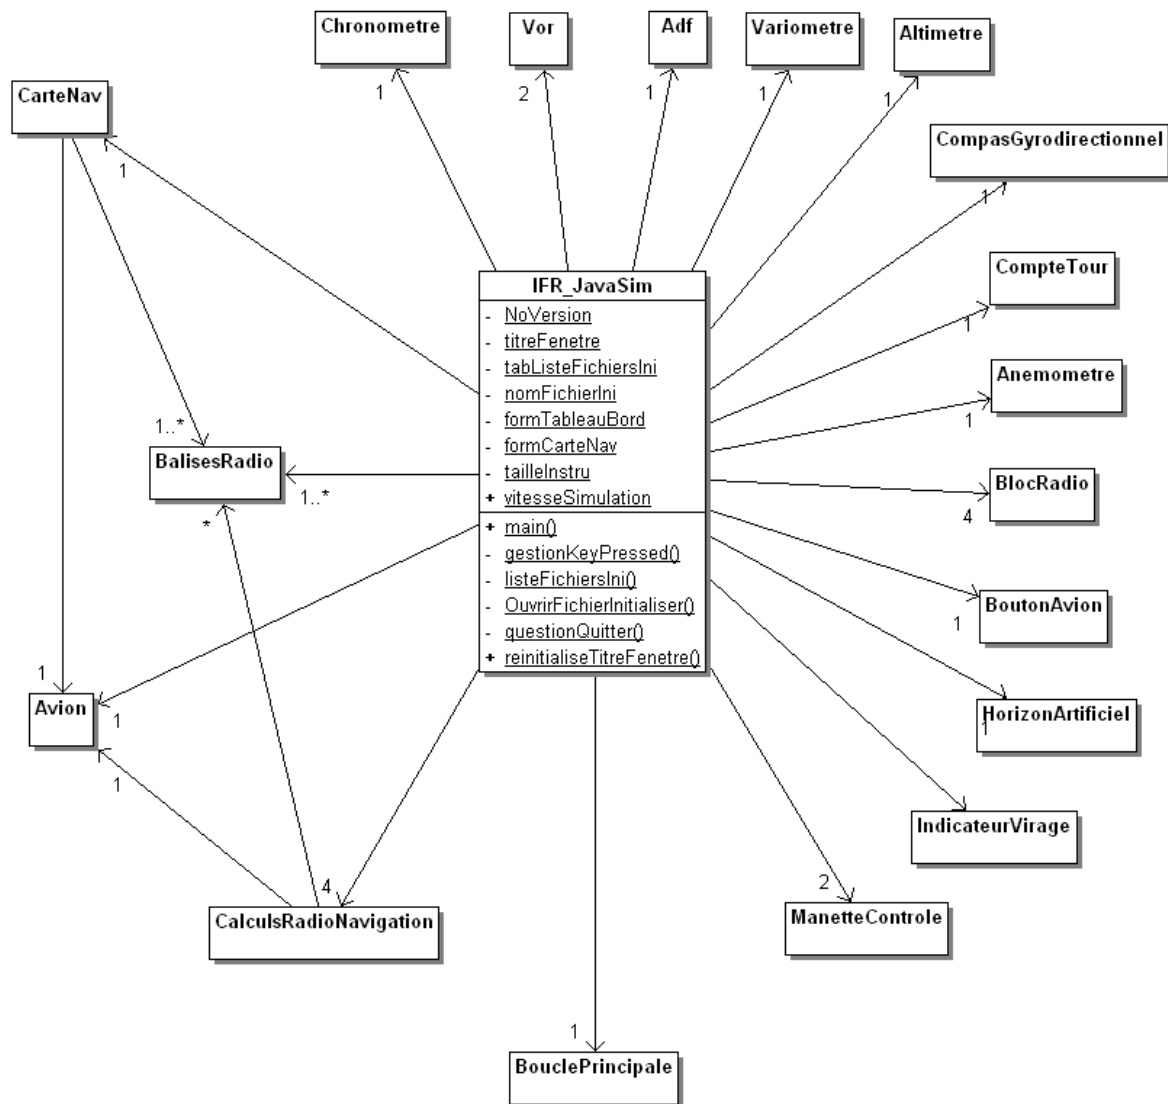 Chronometre
Vor
Adf
Variometre
Altimetre
1
2
1
1
1
CarteNav
1
CompasGyrodirectionnel
1
CompteTour
1
IFR_JavaSim
- NoVersion
- titreFenetre
- tabListeFichiersIni
- nomFichierIni
- formTableauBord
- formCarteNav
- tailleInstru
+ vitesseSimulation
+ main()
- gestionKeyPressed()
- listeFichiersIni()
- OuvrirFichierInitialiser()
- questionQuitter()
+ reinitialiseTitreFenetre()
Anemometre
1
1..*
BalisesRadio
1..*
*
BlocRadio
4
BoutonAvion
1
1
Avion
1
1
HorizonArtificiel
1
IndicateurVirage
4
CalculsRadioNavigation
2
ManetteControle
1
BouclePrincipale